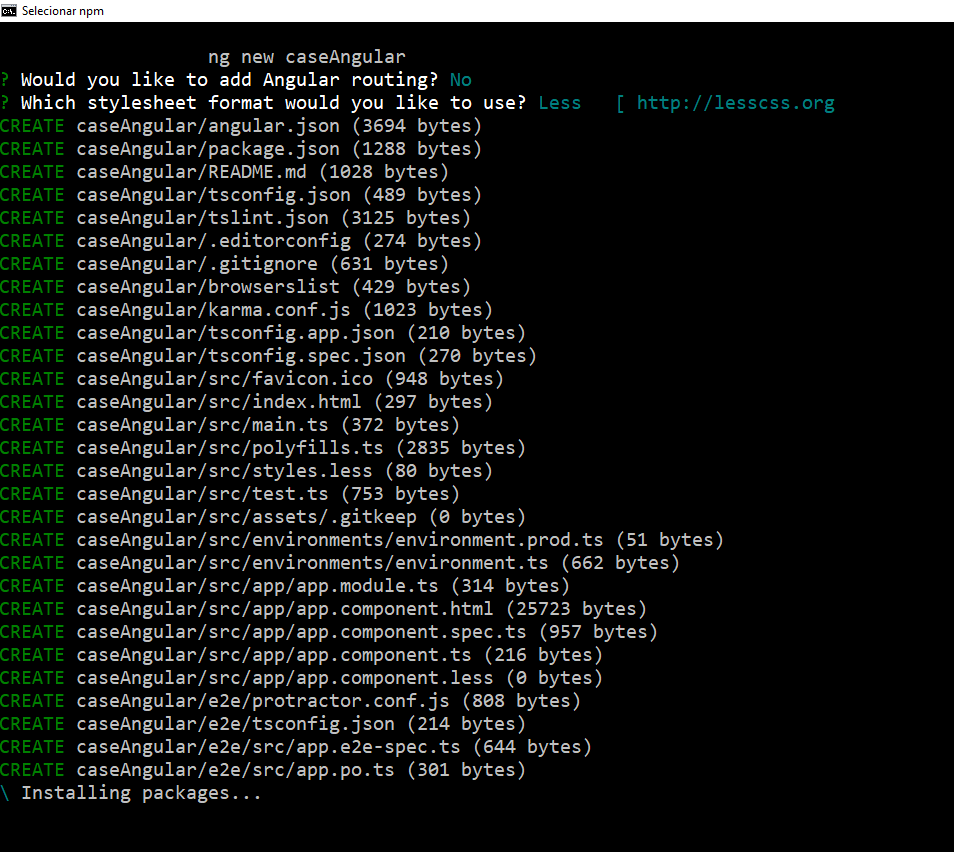 Selecionar npm
ng new caseAngular
? Would you like to add Angular routing? No
? Which stylesheet format would you like to use? Less   [ http://lesscss.org
CREATE caseAngular/angular.json (3694 bytes)
CREATE caseAngular/package.json (1288 bytes)
CREATE caseAngular/README.md (1028 bytes)
CREATE caseAngular/tsconfig.json (489 bytes)
CREATE caseAngular/tslint.json (3125 bytes)
CREATE caseAngular/.editorconfig (274 bytes)
CREATE caseAngular/.gitignore (631 bytes)
CREATE caseAngular/browserslist (429 bytes)
CREATE caseAngular/karma.conf.js (1023 bytes)
CREATE caseAngular/tsconfig.app.json (210 bytes)
CREATE caseAngular/tsconfig.spec.json (270 bytes)
CREATE caseAngular/src/favicon.ico (948 bytes)
CREATE caseAngular/src/index.html (297 bytes)
CREATE caseAngular/src/main.ts (372 bytes)
CREATE caseAngular/src/polyfills.ts (2835 bytes)
CREATE caseAngular/src/styles.less (80 bytes)
CREATE caseAngular/src/test.ts (753 bytes)
CREATE caseAngular/src/assets/.gitkeep (0 bytes)
CREATE caseAngular/src/environments/environment.prod.ts (51 bytes)
CREATE caseAngular/src/environments/environment.ts (662 bytes)
CREATE caseAngular/src/app/app.module.ts (314 bytes)
CREATE caseAngular/src/app/app.component.html (25723 bytes)
CREATE caseAngular/src/app/app.component.spec.ts (957 bytes)
CREATE caseAngular/src/app/app.component.ts (216 bytes)
CREATE caseAngular/src/app/app.component.less (0 bytes)
CREATE caseAngular/e2e/protractor.conf.js (808 bytes)
CREATE caseAngular/e2e/tsconfig.json (214 bytes)
CREATE caseAngular/e2e/src/app.e2e-spec.ts (644 bytes)
CREATE caseAngular/e2e/src/app.po.ts (301 bytes)
\ Installing packages...